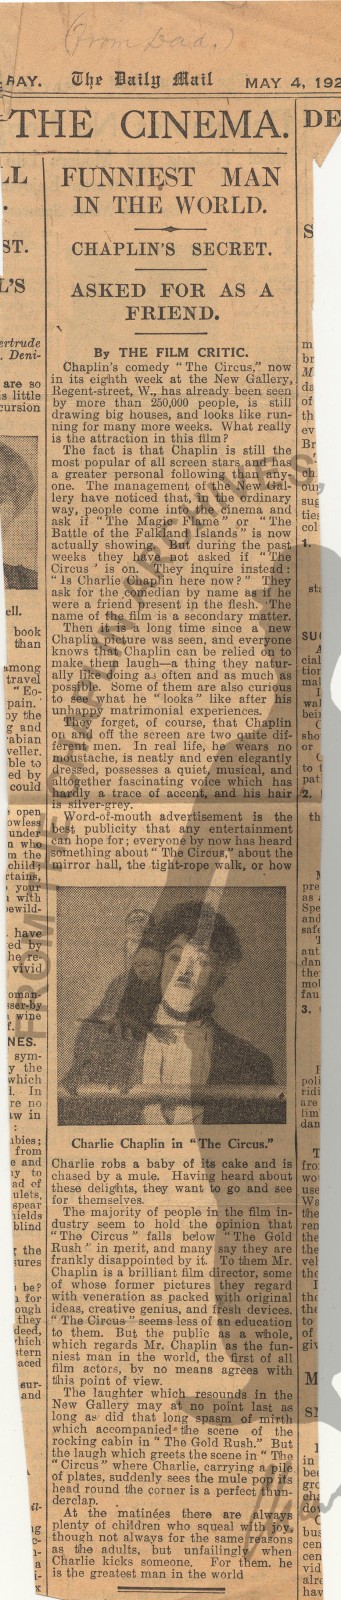 (From Dad.)
DAY. The Daily Mail MAY 4, 192
THE CINEMA.
FUNNIEST MAN
IN THE WORLD.
CHAPLIN'S SECRET.
ASKED FOR AS A
FRIEND.
By THE FILM CRITIC.
Chaplin's comedy "The Circus," now
in its eighth week at the New Gallery,
Regent-street, W., has already been seen
by more than 250,000 people, is still
drawing big houses, and looks like run-
ning for many more weeks. What really
is the attraction in this film?
The fact is that Chaplin is still the
most popular of all screen stars and has
a greater personal following than any-
one. The management of the New Gal-
lery have noticed that, in the ordinary
way, people come into the cinema and
ask if "The Magic Flame" or "The
Battle of the Falkland Islands" is now
actually showing. But during the past
weeks they have not asked if "The
Circus" is on. They inquire instead:
"Is Charlie Chaplin here now?" They
ask for the comedian by name as if he
were a friend present in the flesh. The
name of the film is a secondary matter.
Then it is a long time since a new
Chaplin picture was seen, and everyone
knows that Chaplin can be relied on to
make them laugh—a thing they natur-
ally like doing as often and as much as
possible. Some of them are also curious
to see what he "looks" like after his
unhappy matrimonial experiences.
They forget, of course, that Chaplin
on and off the screen are two quite dif-
ferent men. In real life, he wears no
moustache, is neatly and even elegantly
dressed, possesses a quiet, musical, and
altogether fascinating voice which has
hardly a trace of accent, and his hair
is silver-grey.
Word-of-mouth advertisement is the
best publicity that any entertainment
can hope for; everyone by now has heard
something about "The Circus," about the
mirror hall, the tight-rope walk, or how
Charlie Chaplin in "The Circus."
Charlie robs a baby of its cake and is
chased by a mule. Having heard about
these delights, they want to go and see
for themselves.
The majority of people in the film in-
dustry seem to hold the opinion that
"The Circus" falls below "The Gold
Rush" in merit, and many say they are
frankly disappointed by it. To them Mr.
Chaplin is a brilliant film director, some
of whose former pictures they regard
with veneration as packed with original
ideas, creative genius, and fresh devices.
"The Circus" seems less of an education
to them. But the public as a whole,
which regards Mr. Chaplin as the fun-
niest man in the world, the first of all
film actors, by no means agrees with
this point of view.
The laughter which resounds in the
New Gallery may at no point last as
long as did that long spasm of mirth
which accompanied the scene of the
rocking cabin in "The Gold Rush." But
the laugh which greets the scene in "The
Circus" where Charlie, carrying a pile
of plates, suddenly sees the mule pop its
head round the corner is a perfect thun-
derclap.
At the matinées there are always
plenty of children who squeal with joy,
though not always for the same reasons
as the adults, but unfailingly when
Charlie kicks someone. For them he
is the greatest man in the world